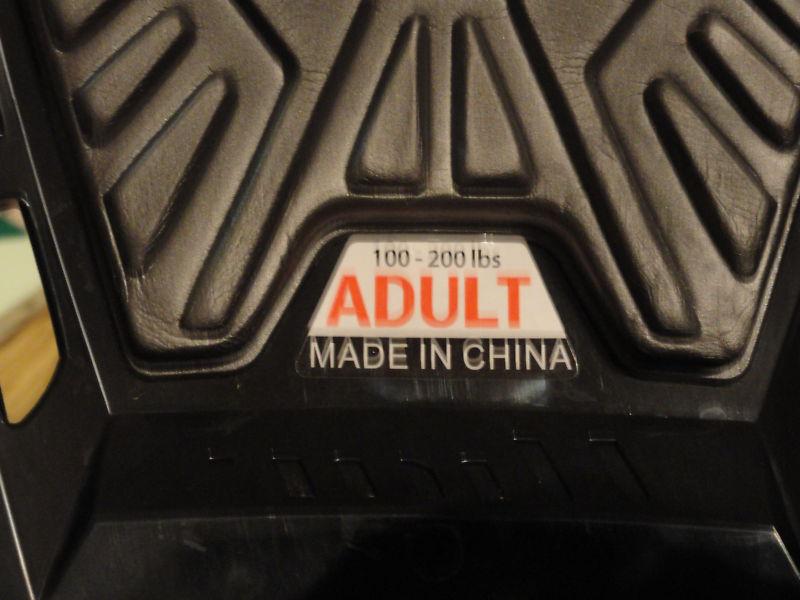 100 - 200 lbs
ADULT
MADE IN CHINA